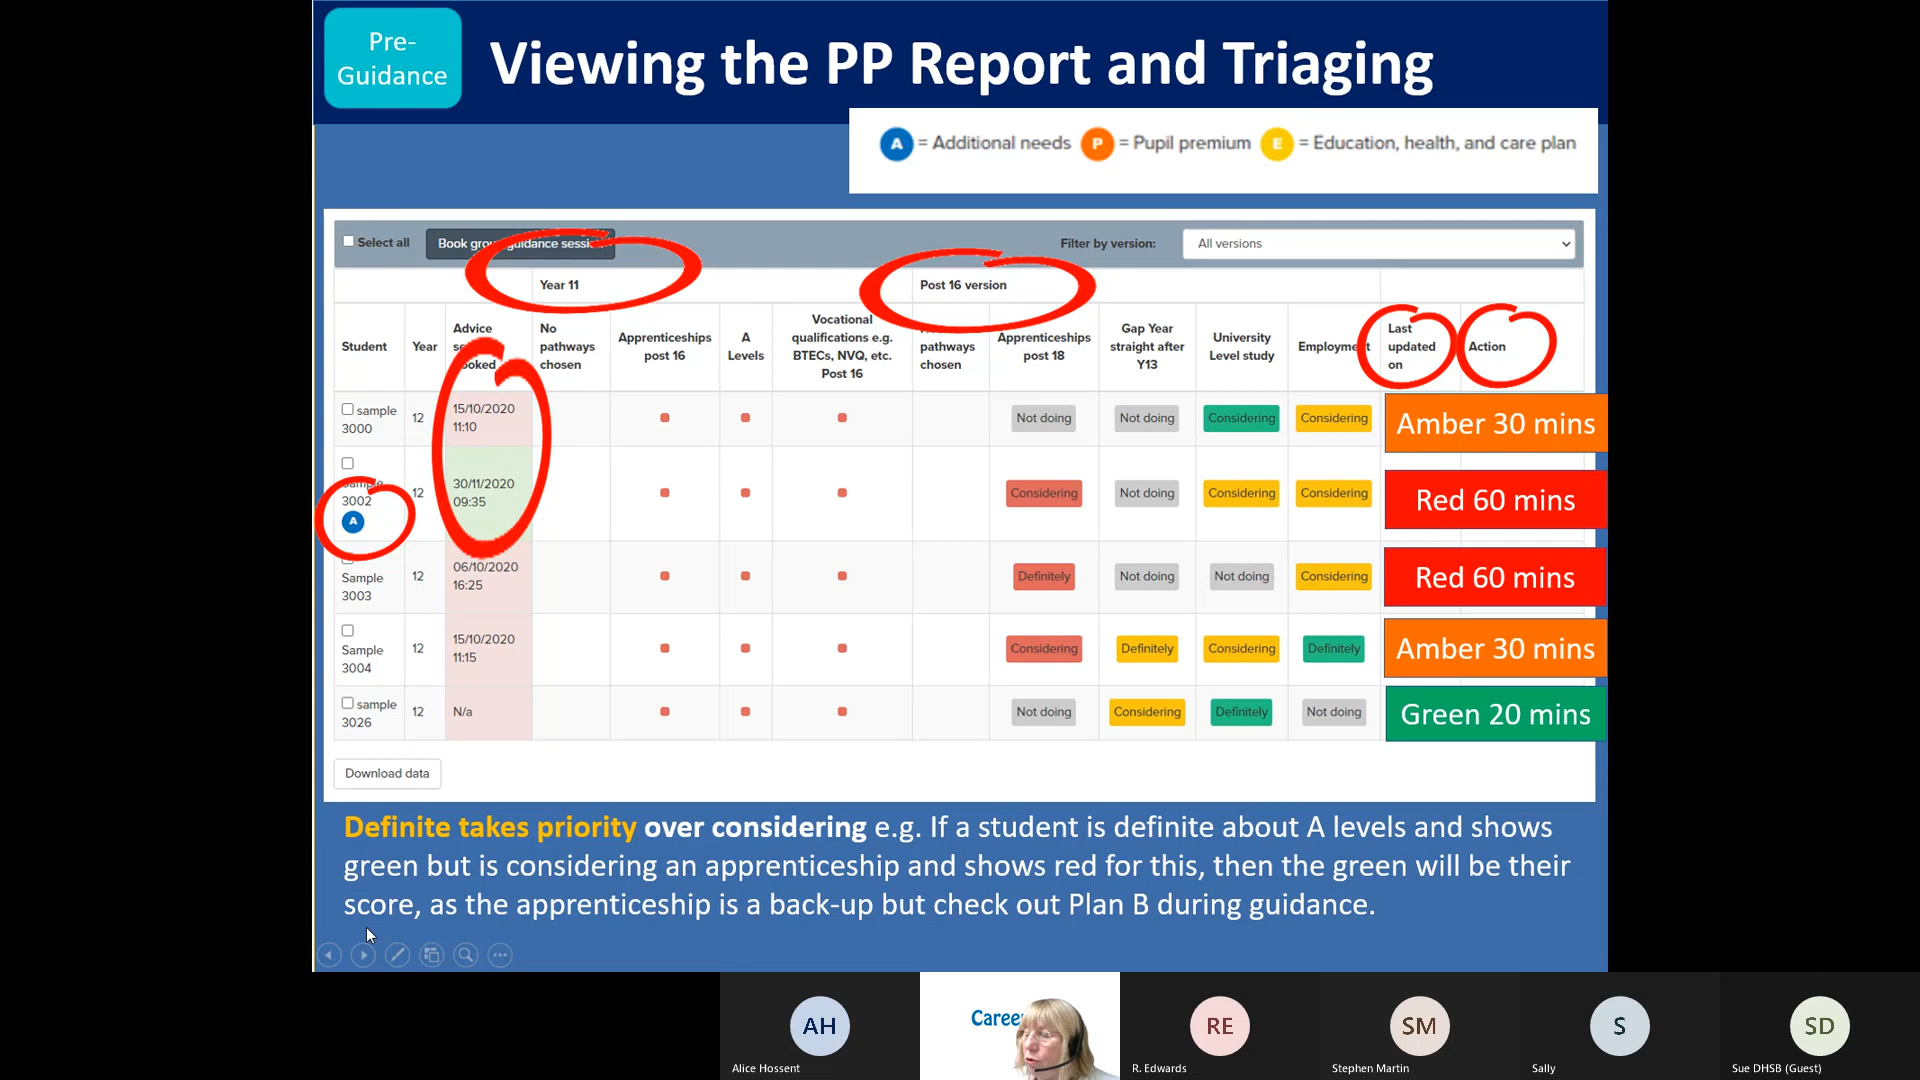 Pre-
Guidance
Viewing the PP Report and Triaging
A = Additional needs P = Pupil premium E = Education, health, and care plan
Select all
Book group guidance session
Filter by version:
All versions
Year 11
Post 16 version
Student
Year
Advice
ooked
No
pathways
chosen
Apprenticeships
post 16
A
Levels
Vocational
qualifications e.g.
BTECs, NVQ, etc.
Post 16
pathways
chosen
Apprenticeships
post 18
Gap Year
straight after
Y13
University
Level study
Employment
Last
updated
on
Action
sample
3000
12
15/10/2020
11:10
Not doing
Not doing
Considering
Considering
Amber 30 mins
Sample
3002
A
12
30/11/2020
09:35
Considering
Not doing
Considering
Considering
Red 60 mins
Sample
3003
12
06/10/2020
16:25
Definitely
Not doing
Not doing
Considering
Red 60 mins
Sample
3004
12
15/10/2020
11:15
Considering
Definitely
Considering
Definitely
Amber 30 mins
sample
3026
12
N/a
Not doing
Considering
Definitely
Not doing
Green 20 mins
Download data
Definite takes priority over considering e.g. If a student is definite about A levels and shows
green but is considering an apprenticeship and shows red for this, then the green will be their
score, as the apprenticeship is a back-up but check out Plan B during guidance.
AH
Alice Hossent
Caree
RE
R. Edwards
SM
Stephen Martin
S
Sally
SD
Sue DHSB (Guest)